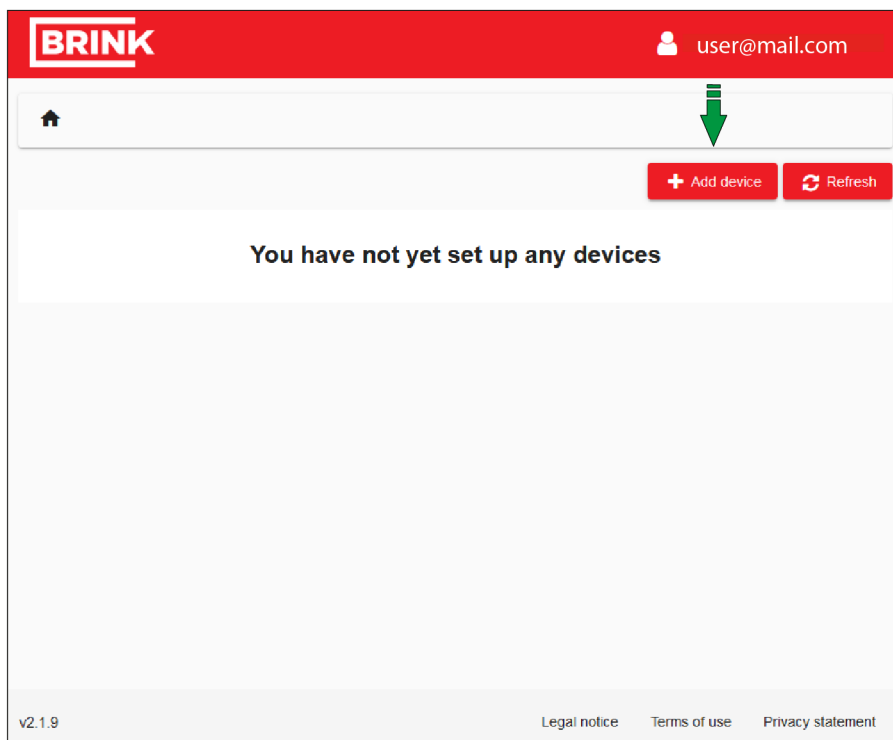 BRINK
user@mail.com
Add device
Refresh
You have not yet set up any devices
v2.1.9
Legal notice
Terms of use
Privacy statement